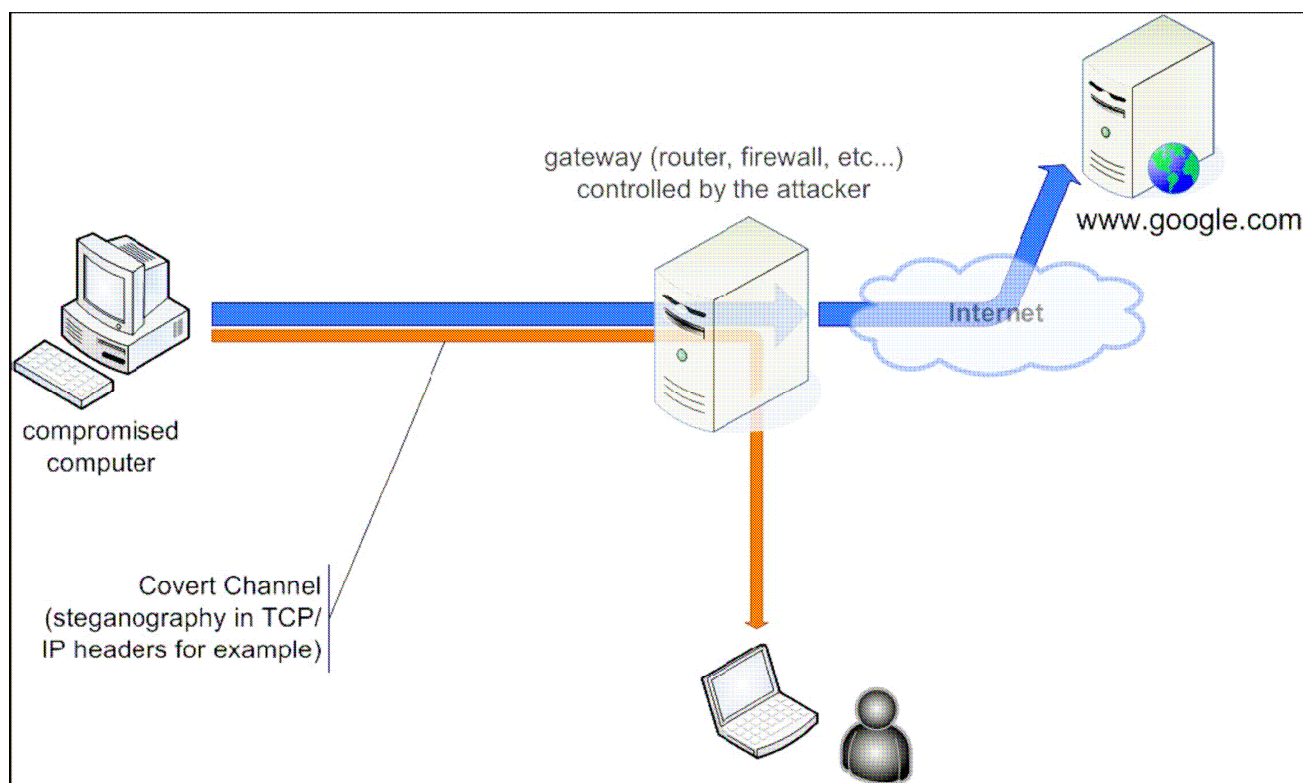 gateway (router, firewall, etc...)
controlled by the attacker
www.google.com
Internet
compromised
computer
Covert Channel
(steganography in TCP/
IP headers for example)